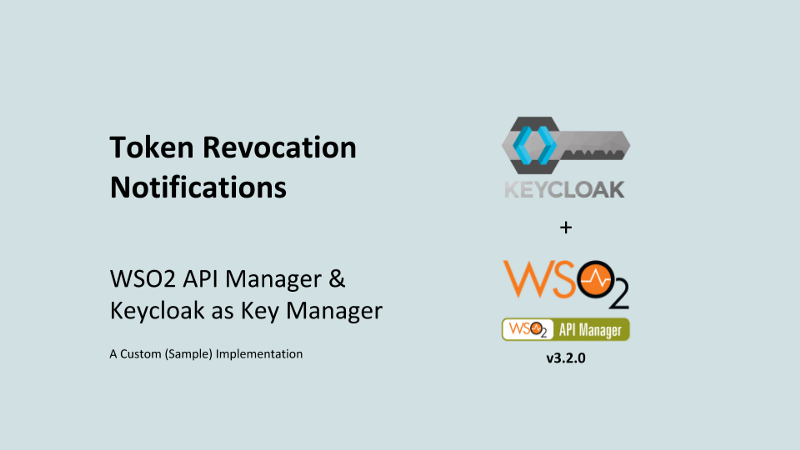 Token Revocation
Notifications
WSO2 API Manager &
Keycloak as Key Manager
A Custom (Sample) Implementation
KEYCLOAK
+
WSO2
WSO2 API Manager
v3.2.0